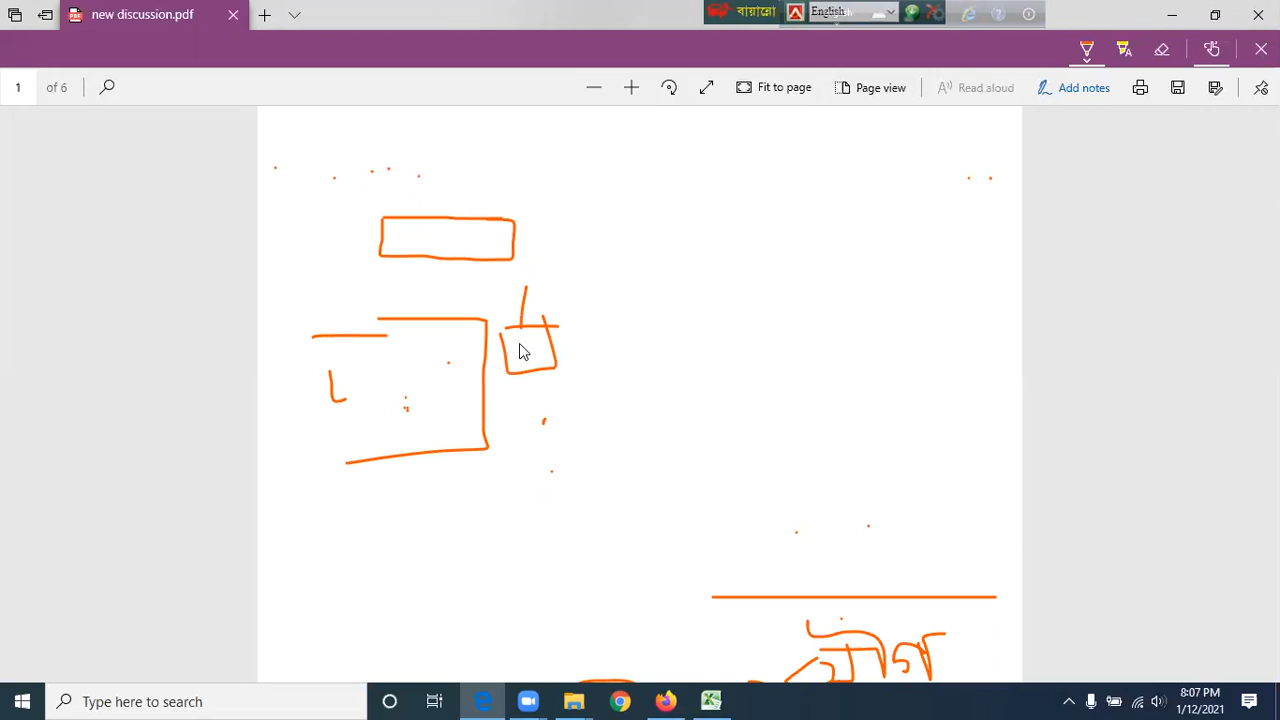 new discussion.pdf
বায়ান্নো
English
1 of 6
Fit to page
Page view
Read aloud
Add notes
Type here to search
8:07 PM
1/12/2021